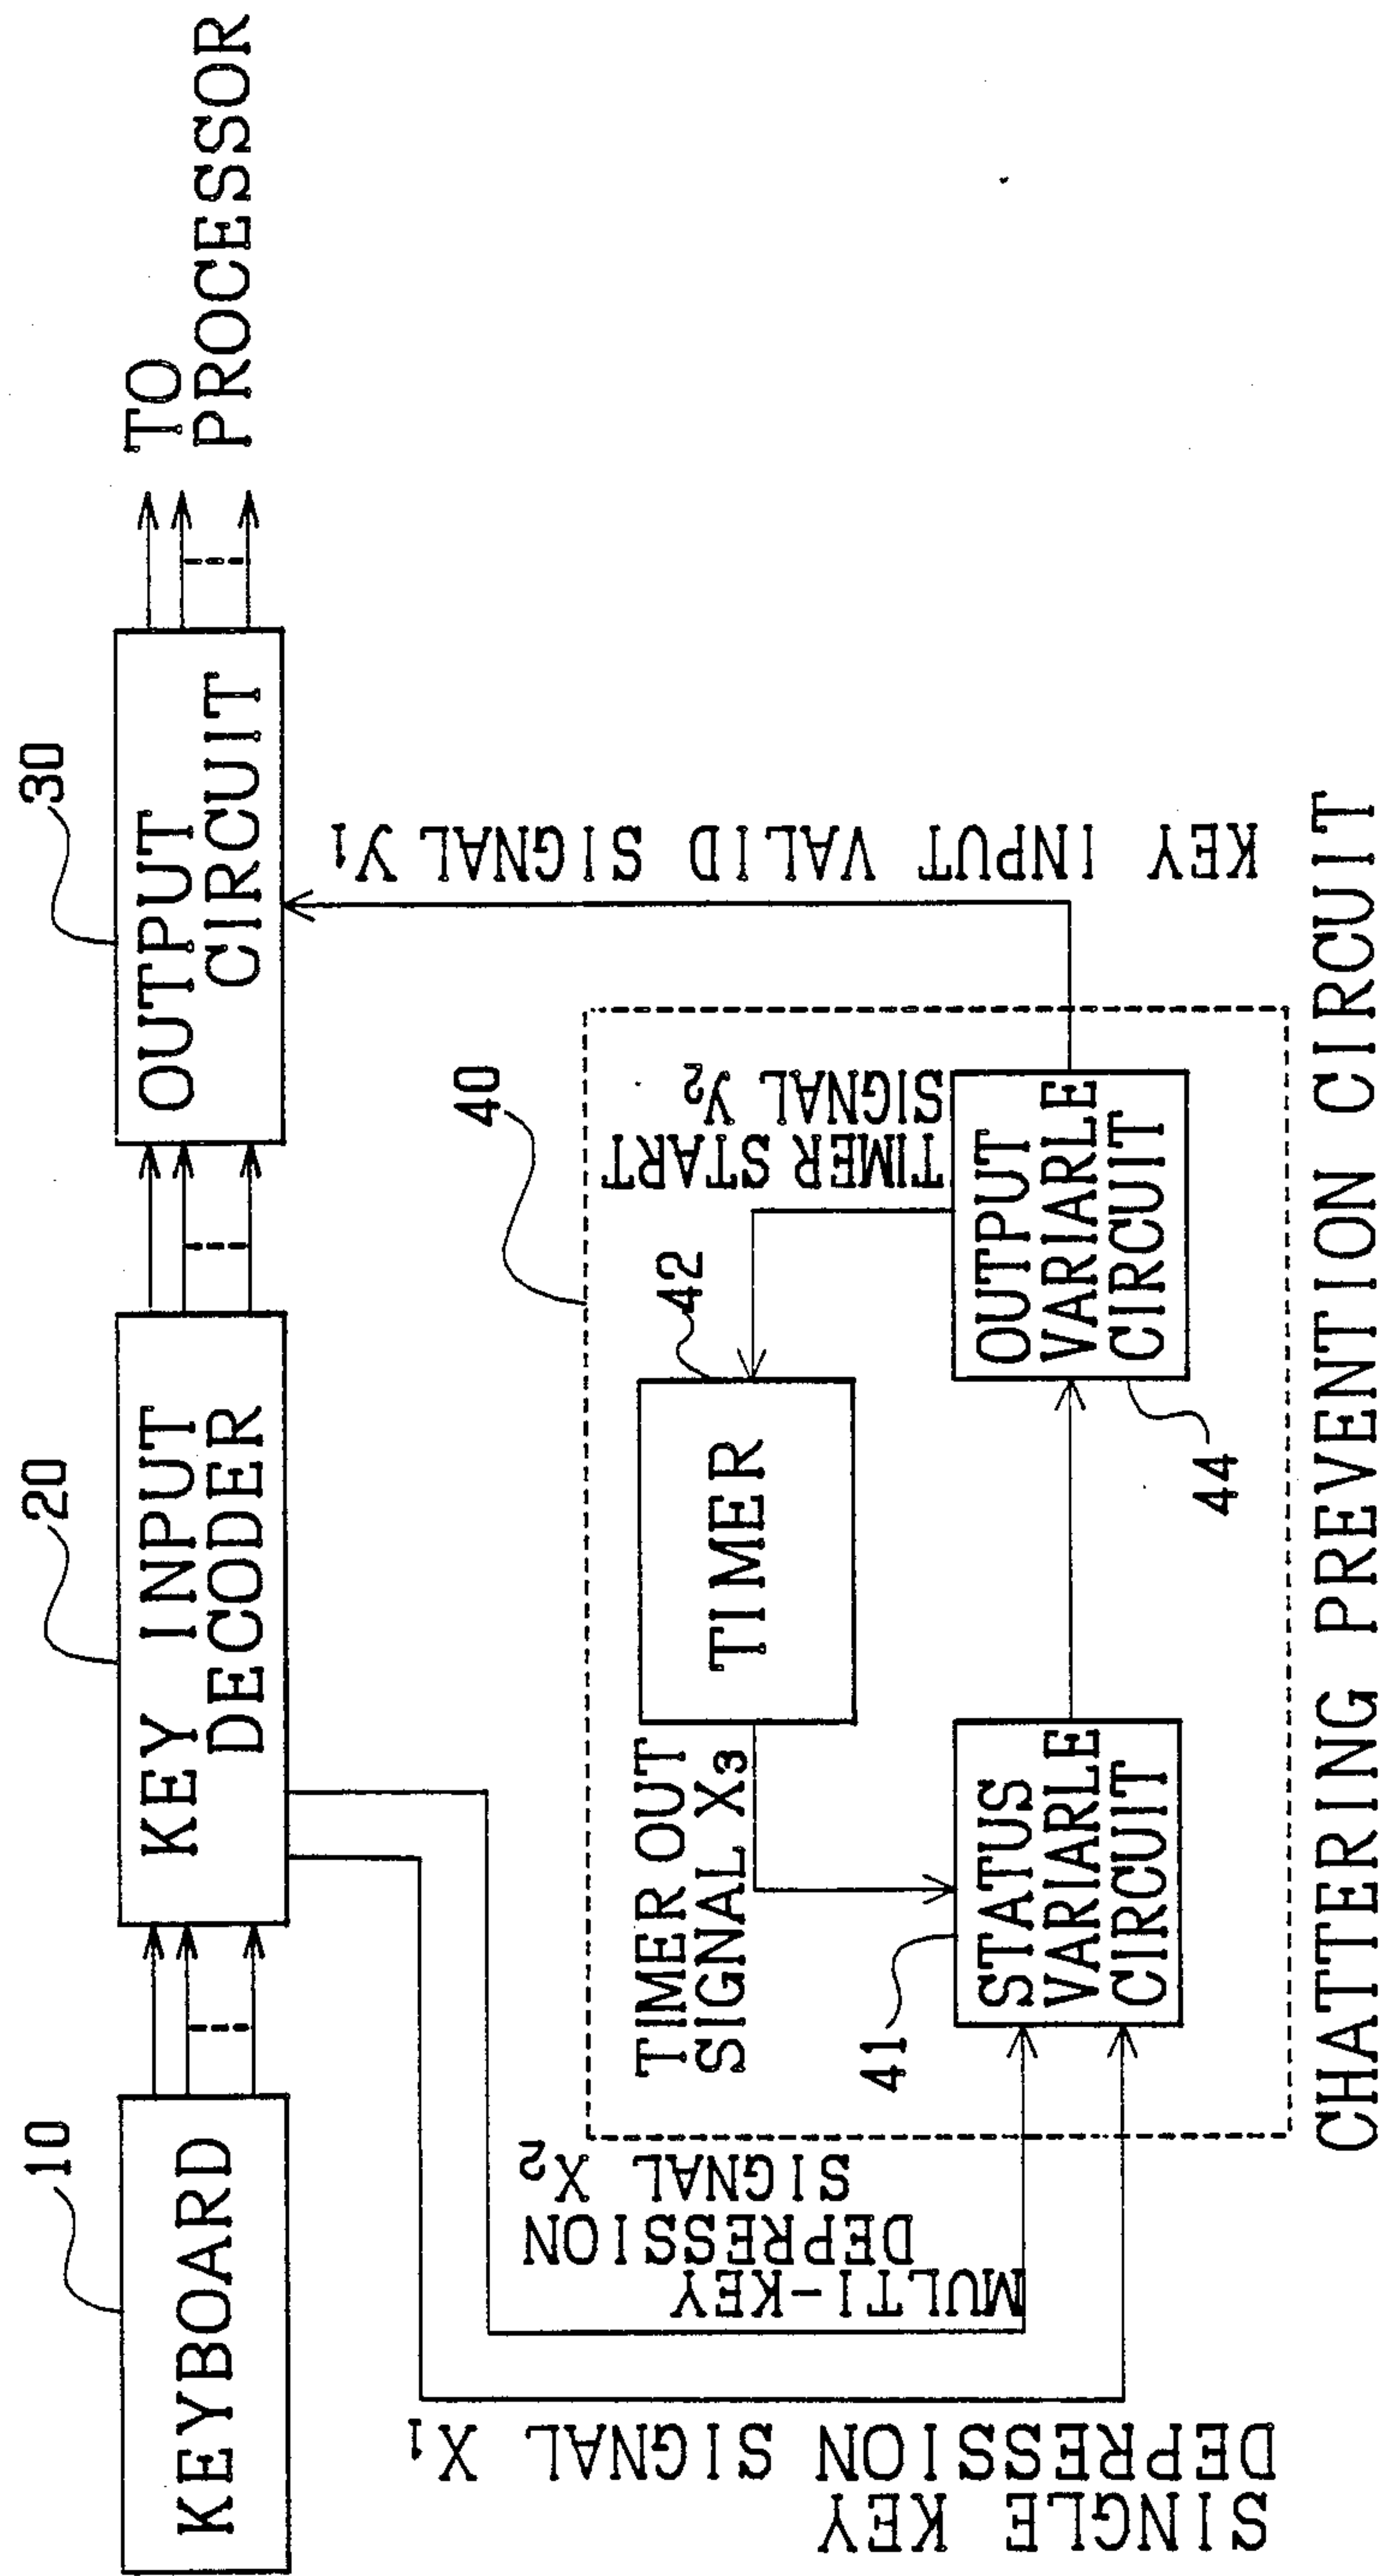 10
KEYBOARD
20
KEY INPUT
DECODER
30
OUTPUT
CIRCUIT
TO
PROCESSOR
SINGLE KEY
DEPRESSION SIGNAL X1
MULTI-KEY
DEPRESSION
SIGNAL X2
40
TIMER OUT
SIGNAL X3
42
TIMER
TIMER START
SIGNAL y2
41
STATUS
VARIARLE
CIRCUIT
44
OUTPUT
VARIARLE
CIRCUIT
KEY INPUT VALID SIGNAL y1
CHATTERING PREVENTION CIRCUIT